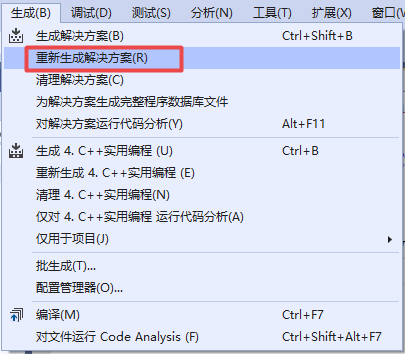 生成(B) 调试(D) 测试(S) 分析(N) 工具(T) 扩展(X) 窗口(
生成解决方案(B) Ctrl+Shift+B
重新生成解决方案(R)
清理解决方案(C)
为解决方案生成完整程序数据库文件
对解决方案运行代码分析(Y) Alt+F11
生成 4. C++实用编程 (U) Ctrl+B
重新生成 4. C++实用编程 (E)
清理 4. C++实用编程(N)
仅对 4. C++实用编程 运行代码分析(A)
仅用于项目(J)
批生成(T)...
配置管理器(O)...
编译(M) Ctrl+F7
对文件运行 Code Analysis (F) Ctrl+Shift+Alt+F7